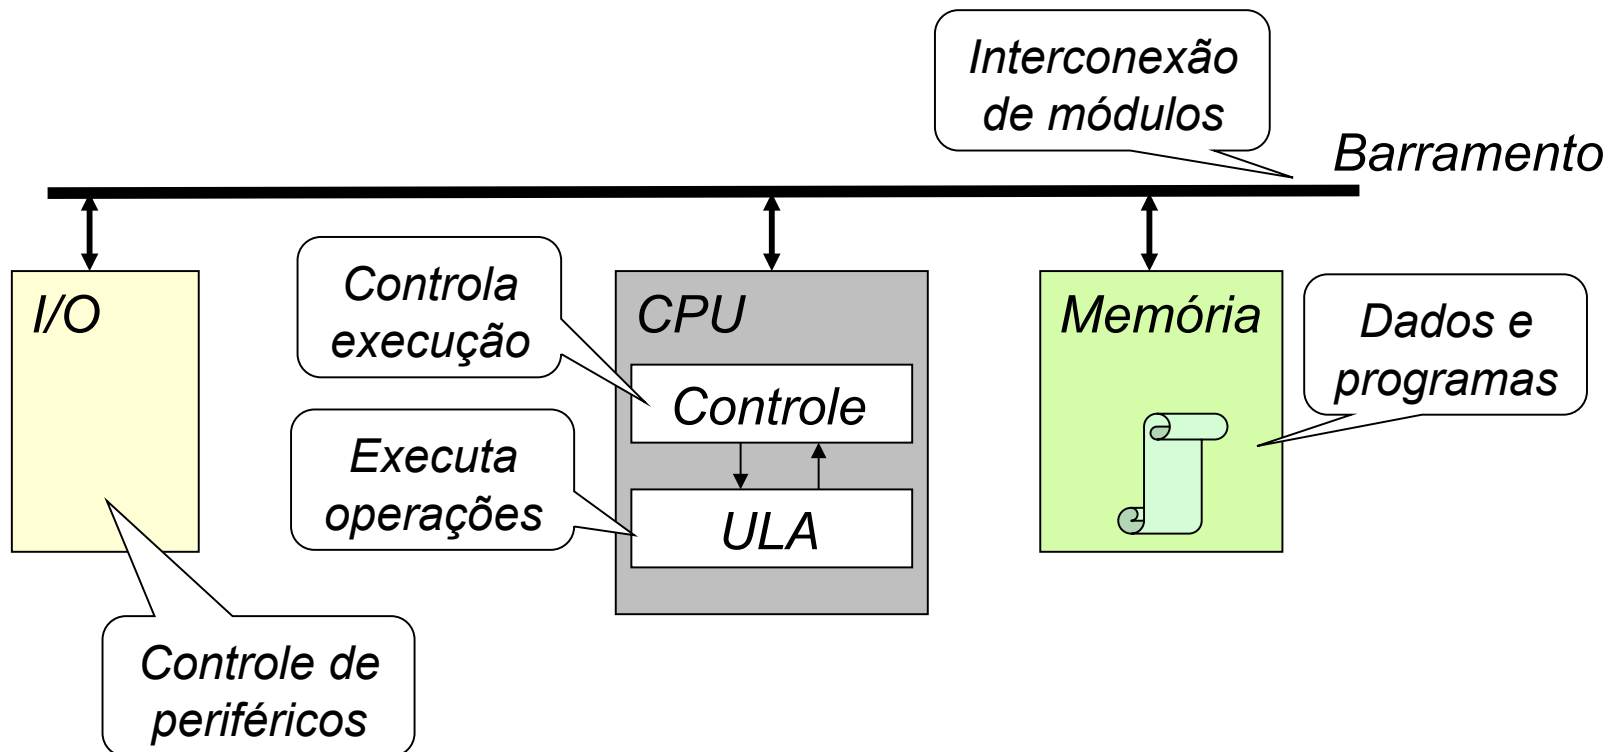 Interconexão
de módulos
Barramento
I/O
Controla
execução
CPU
Controle
Executa
operações
ULA
Memória
Dados e
programas
Controle de
periféricos